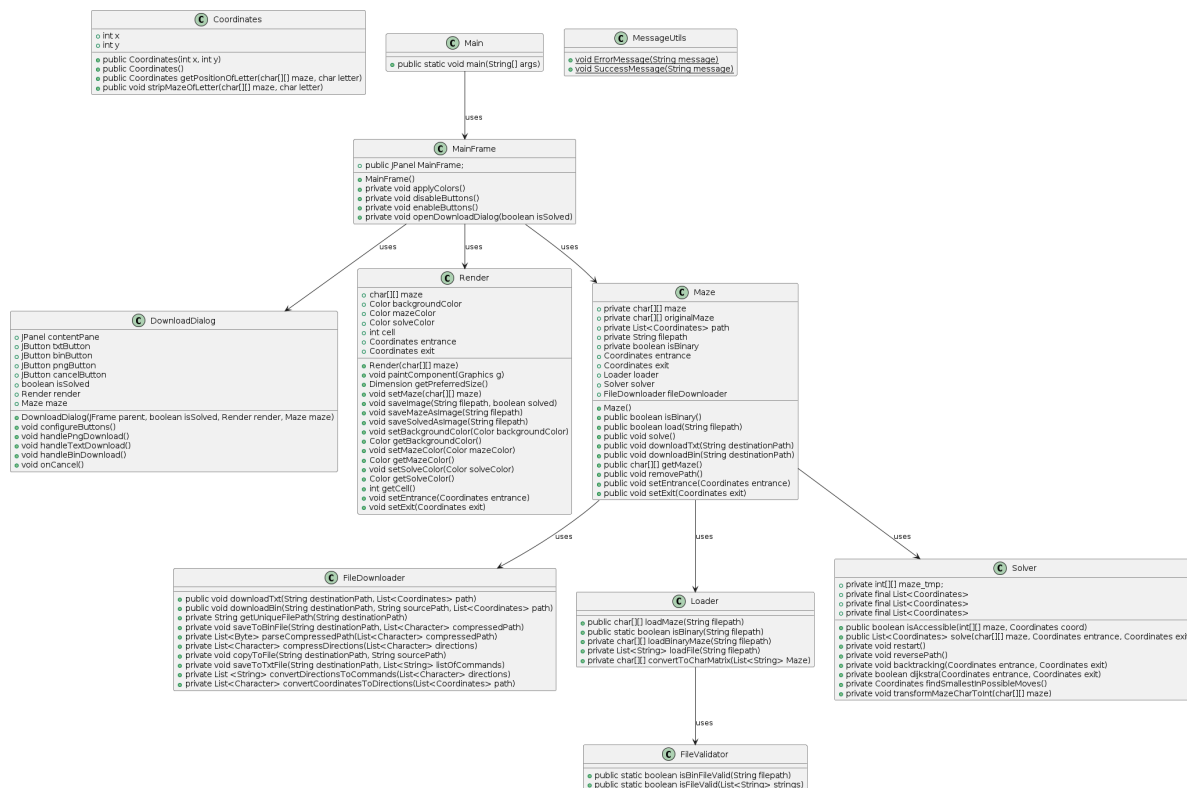 C Coordinates
int x
int y
public Coordinates(int x, int y)
public Coordinates()
public Coordinates getPositionOfLetter(char[][] maze, char letter)
public void stripMazeOfLetter(char[][] maze, char letter)
C Main
public static void main(String[] args)
C MessageUtils
void ErrorMessage(String message)
void SuccessMessage(String message)
uses
C MainFrame
public JPanel MainFrame;
MainFrame()
private void applyColors()
private void disableButtons()
private void enableButtons()
private void openDownloadDialog(boolean isSolved)
uses
uses
uses
C DownloadDialog
JPanel contentPane
JButton txtButton
JButton binButton
JButton pngButton
JButton cancelButton
boolean isSolved
Render render
Maze maze
DownloadDialog(JFrame parent, boolean isSolved, Render render, Maze maze)
void configureButtons()
void handlePngDownload()
void handleTextDownload()
void handleBinDownload()
void onCancel()
C Render
char[][] maze
Color backgroundColor
Color mazeColor
Color solveColor
int cell
Coordinates entrance
Coordinates exit
Render(char[][] maze)
void paintComponent(Graphics g)
Dimension getPreferredSize()
void setMaze(char[][] maze)
void saveImage(String filepath, boolean solved)
void saveMazeAsImage(String filepath)
void saveSolvedAsImage(String filepath)
void setBackgroundColor(Color backgroundColor)
Color getBackgroundColor()
void setMazeColor(Color mazeColor)
Color getMazeColor()
void setSolveColor(Color solveColor)
Color getSolveColor()
int getCell()
void setEntrance(Coordinates entrance)
void setExit(Coordinates exit)
C Maze
private char[][] maze
private char[][] originalMaze
private List<Coordinates> path
private String filepath
private boolean isBinary
Coordinates entrance
Coordinates exit
Loader loader
Solver solver
FileDownloader fileDownloader
Maze()
public boolean isBinary()
public boolean load(String filepath)
public void solve()
public void downloadTxt(String destinationPath)
public void downloadBin(String destinationPath)
public char[][] getMaze()
public void removePath()
public void setEntrance(Coordinates entrance)
public void setExit(Coordinates exit)
uses
uses
uses
C FileDownloader
public void downloadTxt(String destinationPath, List<Coordinates> path)
public void downloadBin(String destinationPath, String sourcePath, List<Coordinates> path)
private String getUniqueFilePath(String destinationPath)
private void saveToBinFile(String destinationPath, List<Character> compressedPath)
private List<Byte> parseCompressedPath(List<Character> compressedPath)
private List<Character> compressDirections(List<Character> directions)
private void copyToFile(String destinationPath, String sourcePath)
private void saveToTxtFile(String destinationPath, List<String> listOfCommands)
private List <String> convertDirectionsToCommands(List<Character> directions)
private List<Character> convertCoordinatesToDirections(List<Coordinates> path)
C Loader
public char[][] loadMaze(String filepath)
public static boolean isBinary(String filepath)
private char[][] loadBinaryMaze(String filepath)
private List<String> loadFile(String filepath)
private char[][] convertToCharMatrix(List<String> Maze)
C Solver
private int[][] maze_tmp;
private final List<Coordinates>
private final List<Coordinates>
private final List<Coordinates>
public boolean isAccessible(int[][] maze, Coordinates coord)
public List<Coordinates> solve(char[][] maze, Coordinates entrance, Coordinates exi
private void restart()
private void reversePath()
private void backtracking(Coordinates entrance, Coordinates exit)
private boolean dijkstra(Coordinates entrance, Coordinates exit)
private Coordinates findSmallestInPossibleMoves()
private void transformMazeCharToInt(char[][] maze)
uses
C FileValidator
public static boolean isBinFileValid(String filepath)
public static boolean isFileValid(List<String> strings)